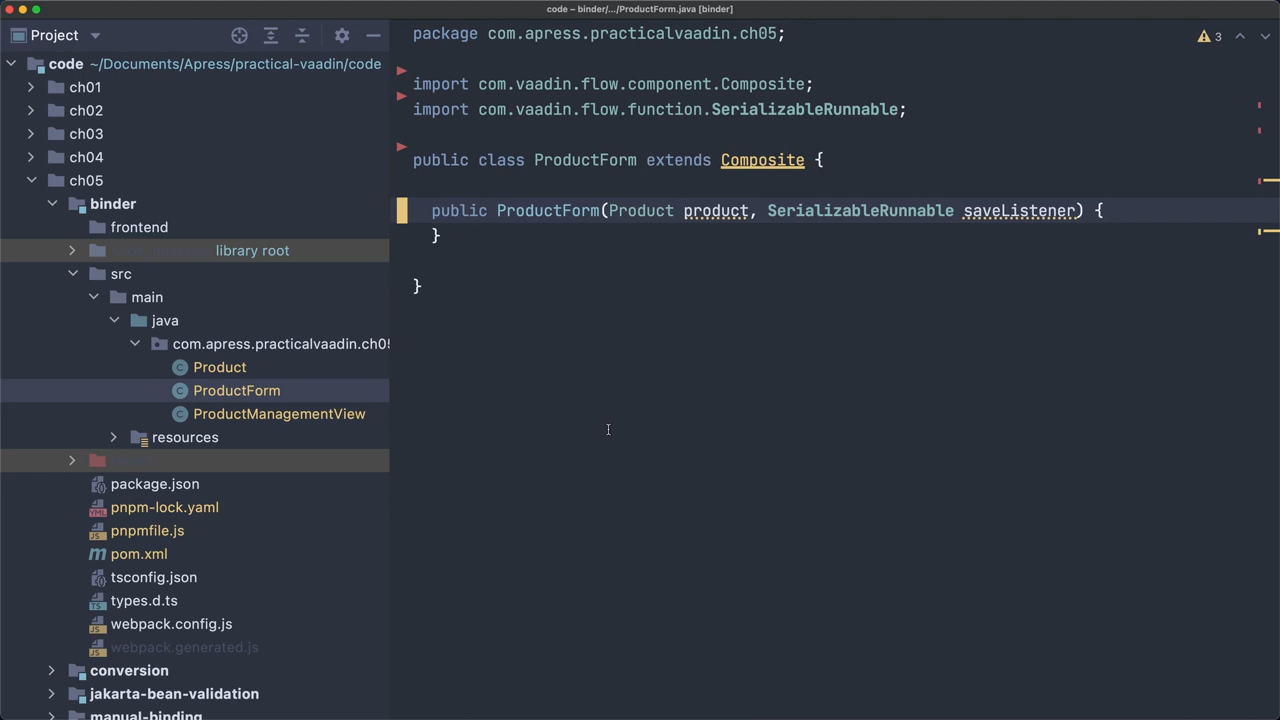 code – binder/.../ProductForm.java [binder]
Project
code ~/Documents/Apress/practical-vaadin/code
ch01
ch02
ch03
ch04
ch05
binder
frontend
library root
src
main
java
com.apress.practicalvaadin.ch05
Product
ProductForm
ProductManagementView
resources
package.json
pnpm-lock.yaml
pnpmfile.js
pom.xml
tsconfig.json
types.d.ts
webpack.config.js
webpack.generated.js
conversion
jakarta-bean-validation
manual-binding
3
package com.apress.practicalvaadin.ch05;
import com.vaadin.flow.component.Composite;
import com.vaadin.flow.function.SerializableRunnable;
public class ProductForm extends Composite {
public ProductForm(Product product, SerializableRunnable saveListener) {
}
}